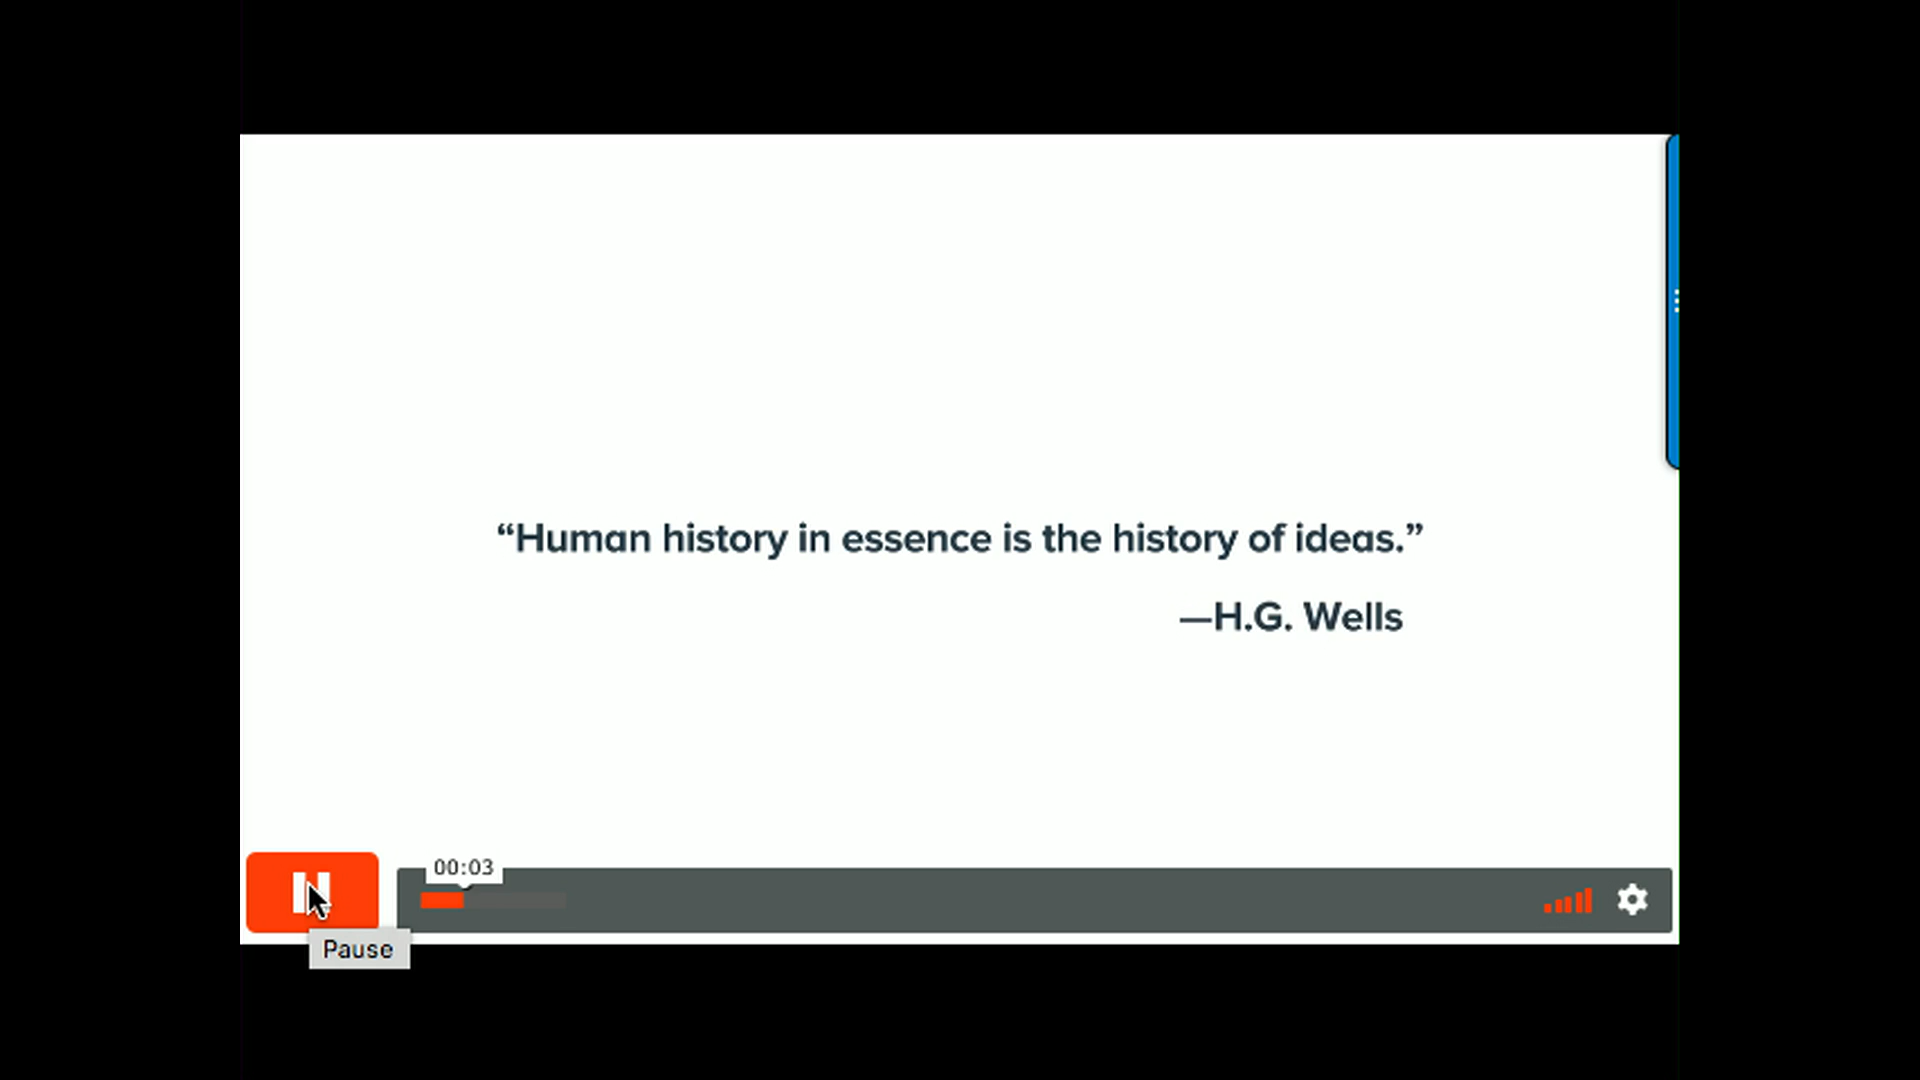 “Human history in essence is the history of ideas.”
—H.G. Wells
00:03
Pause